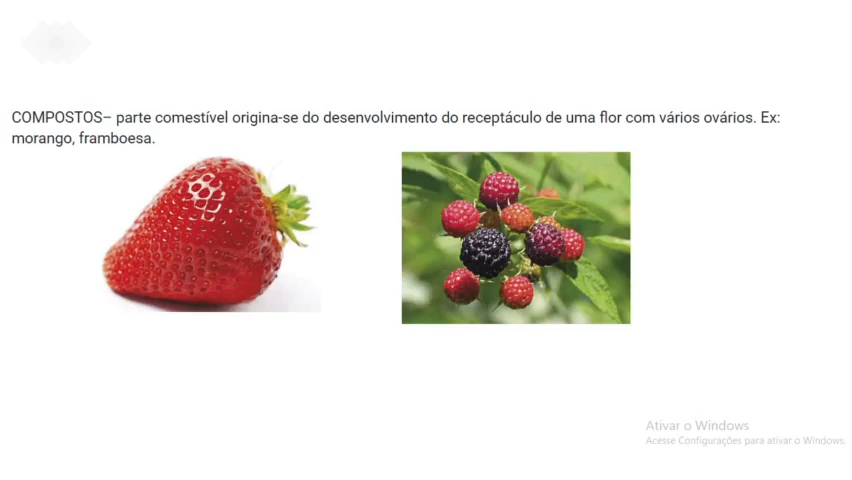 COMPOSTOS– parte comestível origina-se do desenvolvimento do receptáculo de uma flor com vários ovários. Ex:
morango, framboesa.
Ativar o Windows
Acesse Configurações para ativar o Windows.